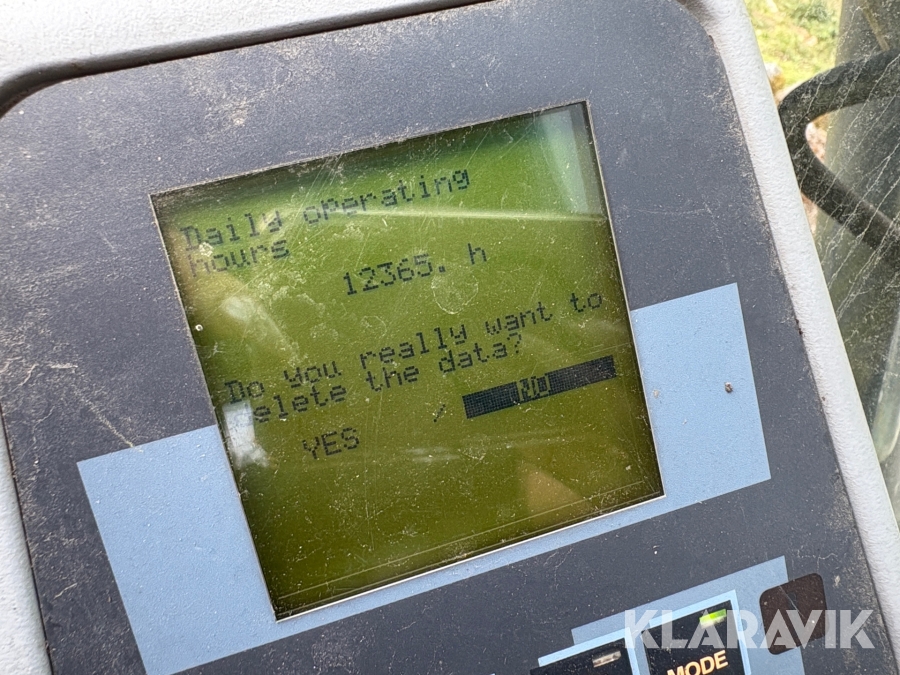 Daily operating
hours
12365. h
Do you really want to
delete the data?
YES / NO
MODE
KLARAVIK